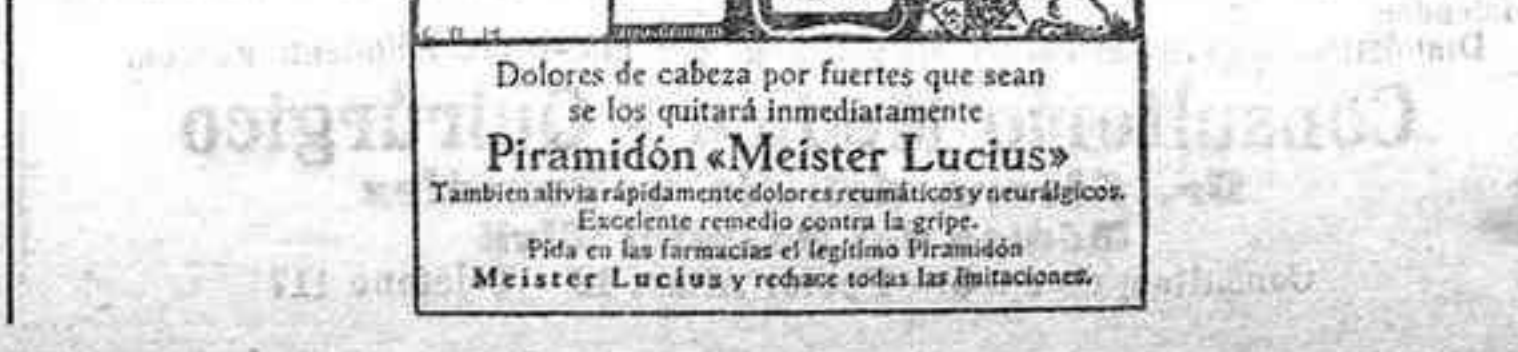 Dolores de cabeza por fuertes que sean
se los quitará inmediatamente
Piramidón «Meister Lucius»
Tambien alivia rápidamente dolores reumáticos y neurálgicos.
Excelente remedio contra la gripe.
Pida en las farmacias el legítimo Piramidón
Meister Lucius y rechace todas las imitaciones.